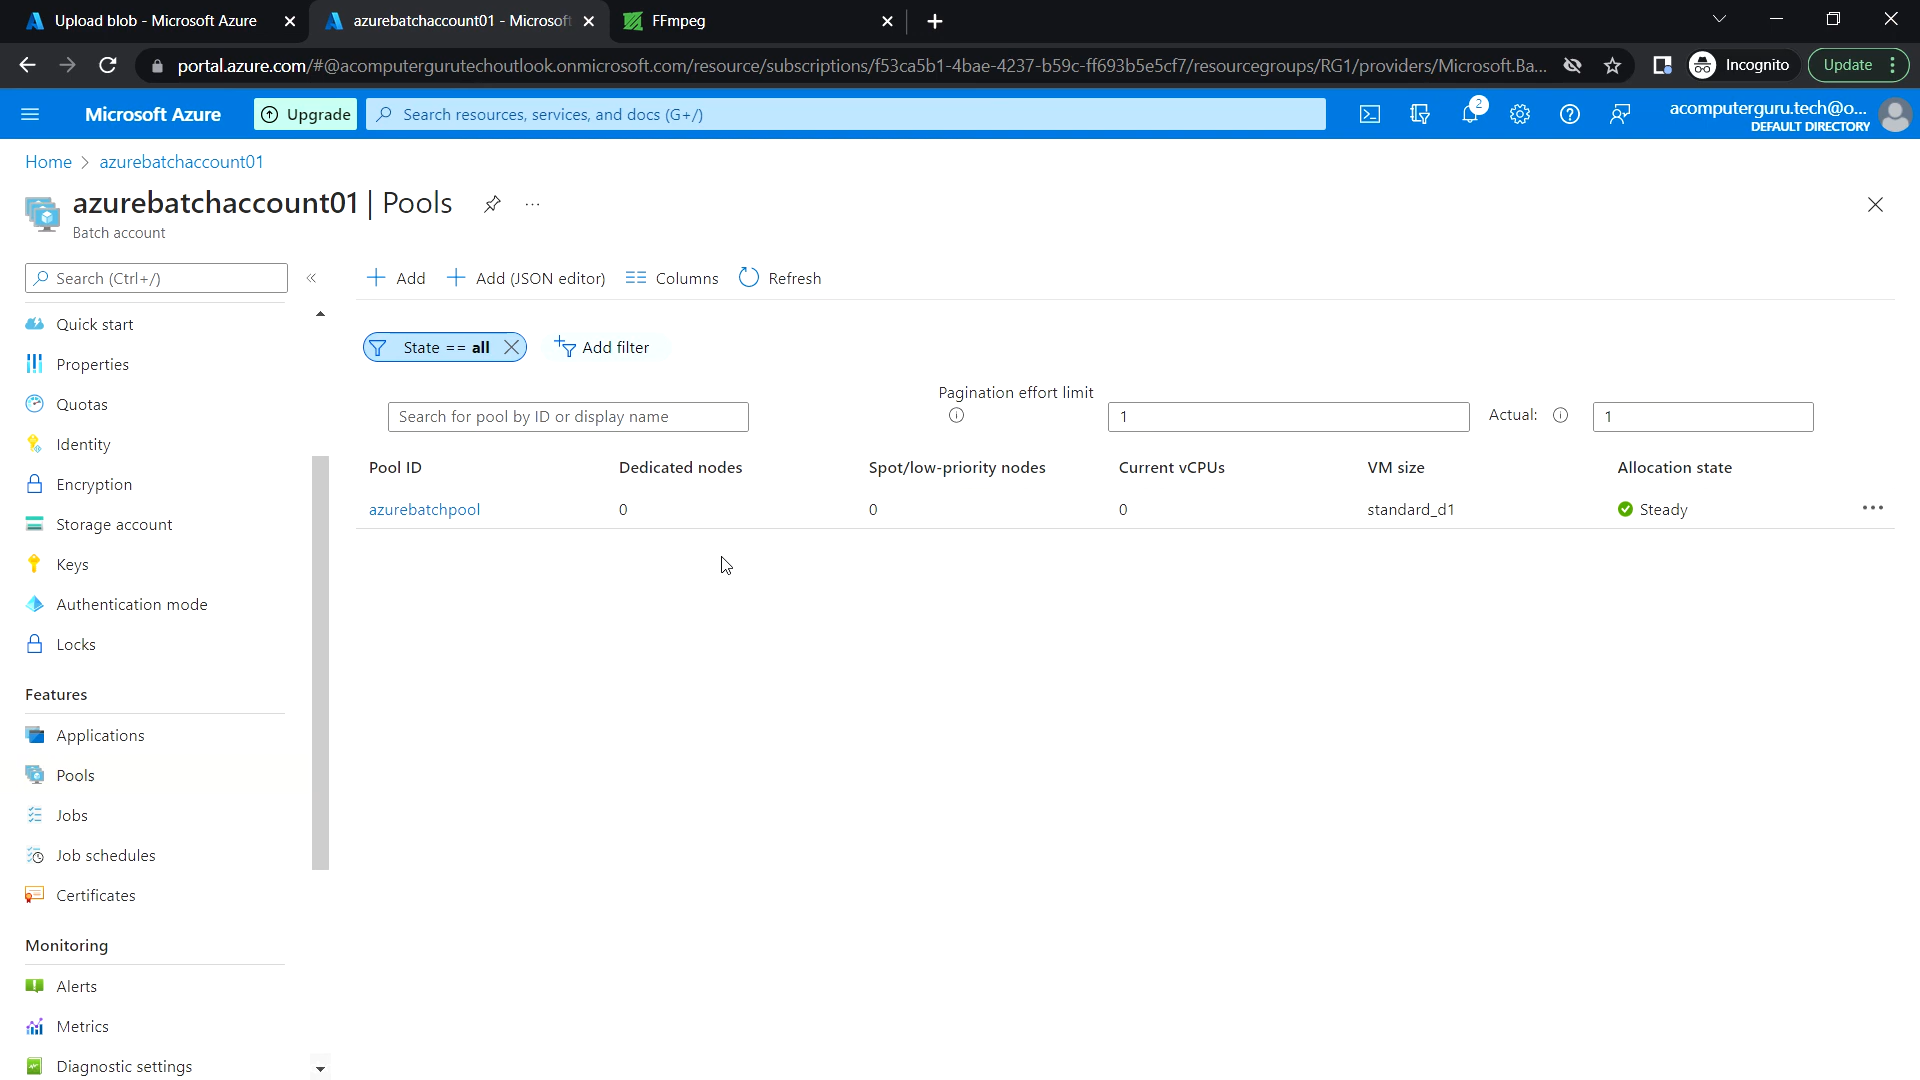 Upload blob - Microsoft Azure
azurebatchaccount01 - Microsoft
FFmpeg
portal.azure.com/#@acomputergurutechoutlook.onmicrosoft.com/resource/subscriptions/f53ca5b1-4bae-4237-b59c-ff693b5e5cf7/resourcegroups/RG1/providers/Microsoft.Ba...
Incognito
Update
Microsoft Azure
Upgrade
Search resources, services, and docs (G+/)
2
acomputerguru.tech@o...
DEFAULT DIRECTORY
Home > azurebatchaccount01
azurebatchaccount01 | Pools
...
Batch account
Search (Ctrl+/)
«
Add
Add (JSON editor)
Columns
Refresh
Quick start
Properties
Quotas
Identity
Encryption
Storage account
Keys
Authentication mode
Locks
Features
Applications
Pools
Jobs
Job schedules
Certificates
Monitoring
Alerts
Metrics
Diagnostic settings
State == all
Add filter
Search for pool by ID or display name
Pagination effort limit
1
Actual:
1
Pool ID Dedicated nodes Spot/low-priority nodes Current vCPUs VM size Allocation state
azurebatchpool 0 0 0 standard_d1 Steady ...